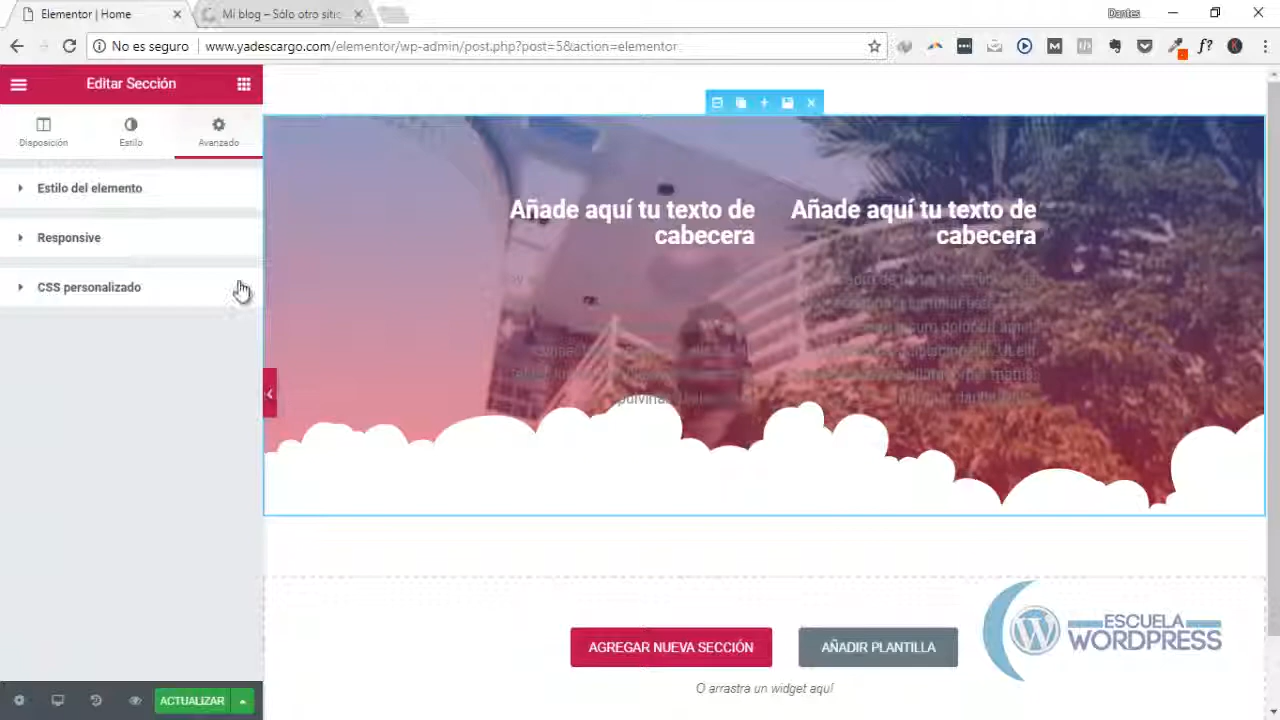 Elementor | Home
Mi blog – Sólo otro sitio
Dantes
No es seguro
www.yadescargo.com/elementor/wp-admin/post.php?post=5&action=elementor
Editar Sección
Disposición
Estilo
Avanzado
Estilo del elemento
Responsive
CSS personalizado
Añade aquí tu texto de
cabecera
Añade aquí tu texto de
cabecera
AGREGAR NUEVA SECCIÓN
AÑADIR PLANTILLA
O arrastra un widget aquí
ESCUELA
WORDPRESS
ACTUALIZAR